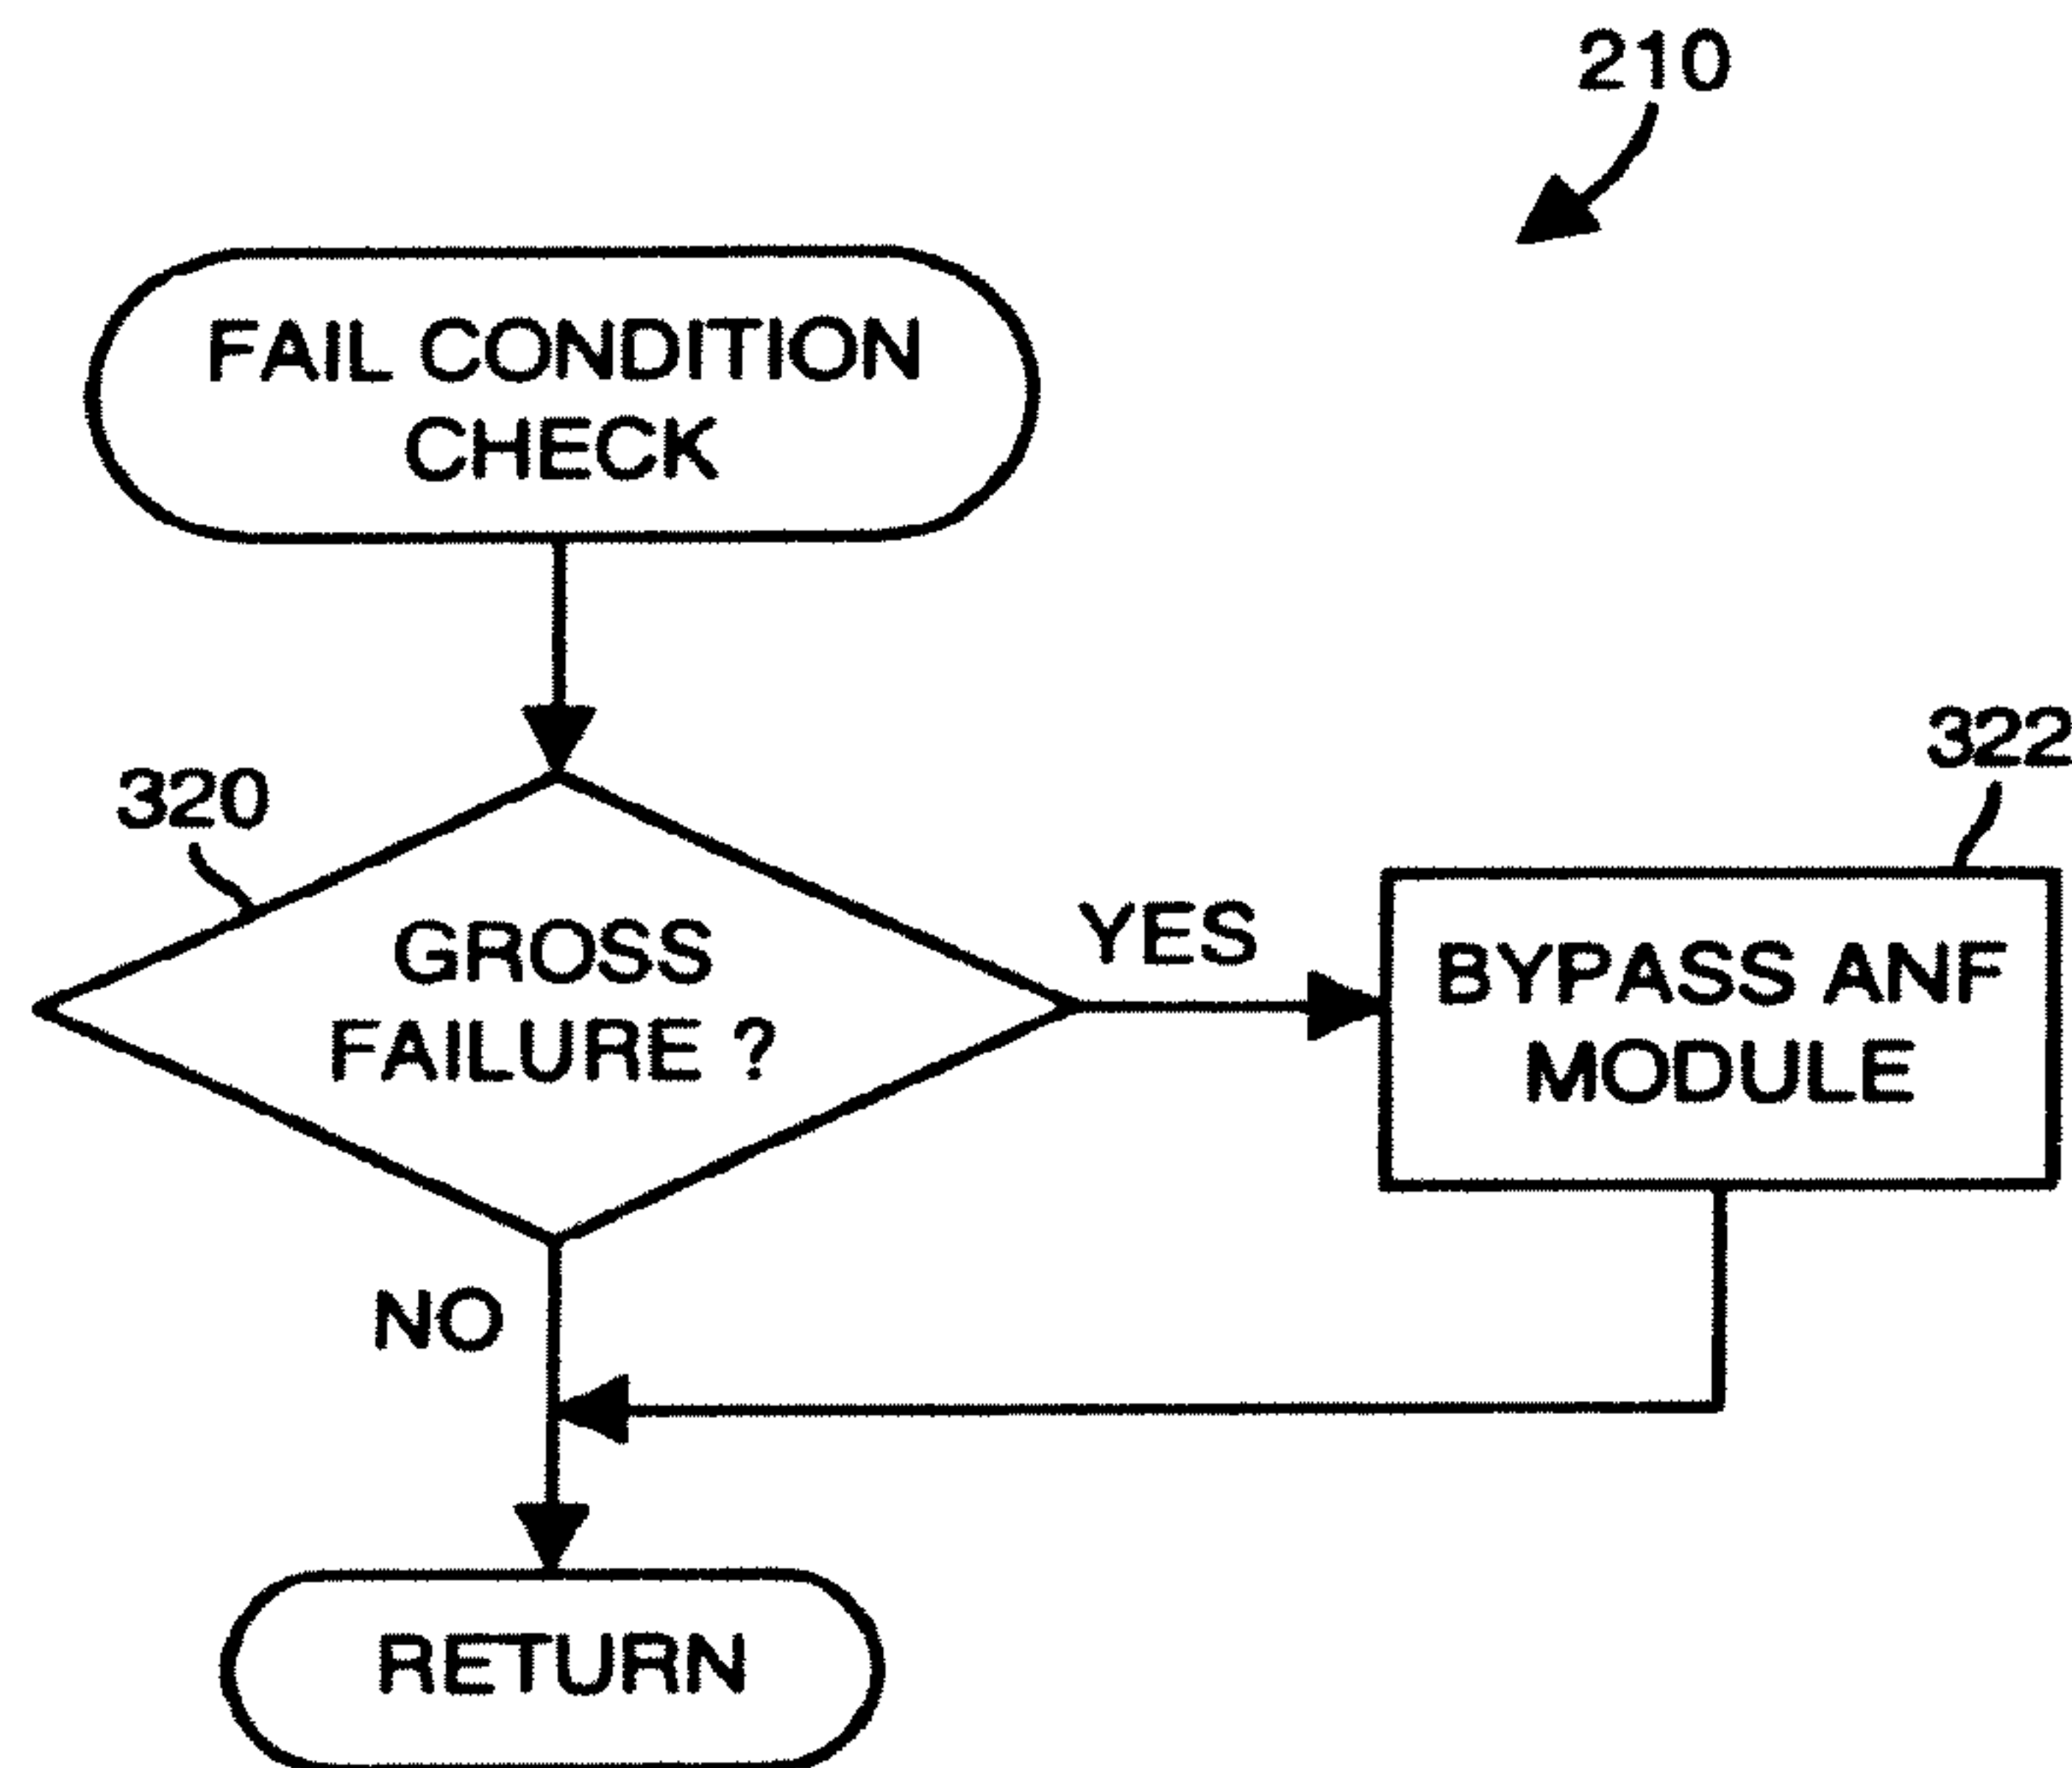 210
FAIL CONDITION
CHECK
320
322
GROSS
FAILURE ?
YES
BYPASS ANF
MODULE
NO
RETURN